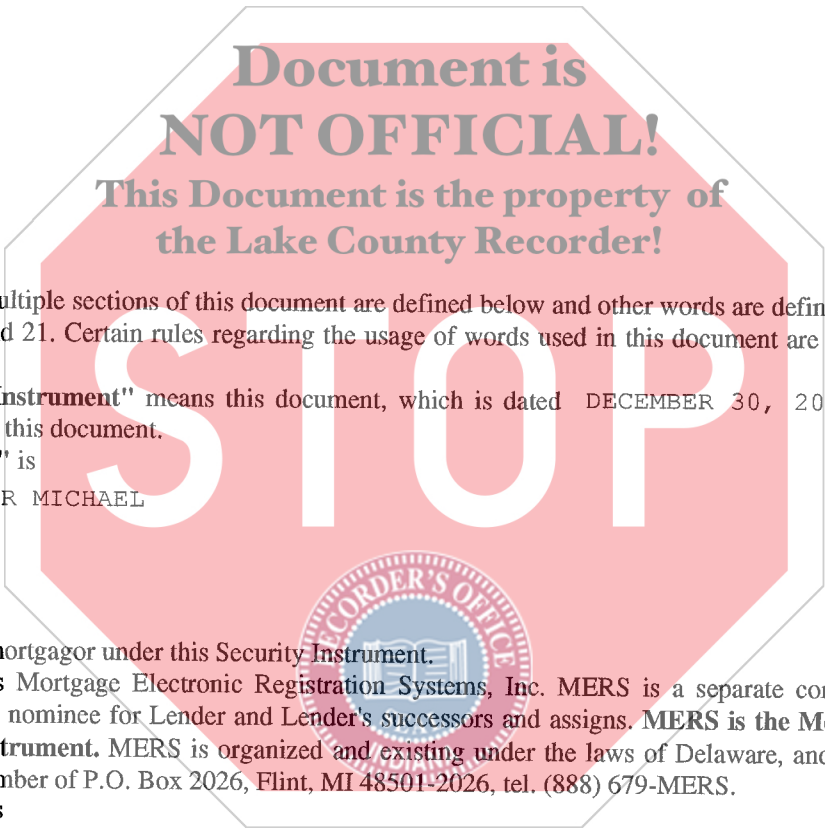 Document is
NOT OFFICIAL!
This Document is the property of
the Lake County Recorder!
ultiple sections of this document are defined below and other words are defin
d 21. Certain rules regarding the usage of words used in this document are
STOP
nstrument" means this document, which is dated DECEMBER 30, 20
this document.
" is
R MICHAEL
RECORDER'S OFFICE
nortgagor under this Security Instrument.
s Mortgage Electronic Registration Systems, Inc. MERS is a separate co
nominee for Lender and Lender's successors and assigns. MERS is the M
trument. MERS is organized and existing under the laws of Delaware, and
mber of P.O. Box 2026, Flint, MI 48501-2026, tel. (888) 679-MERS.
s